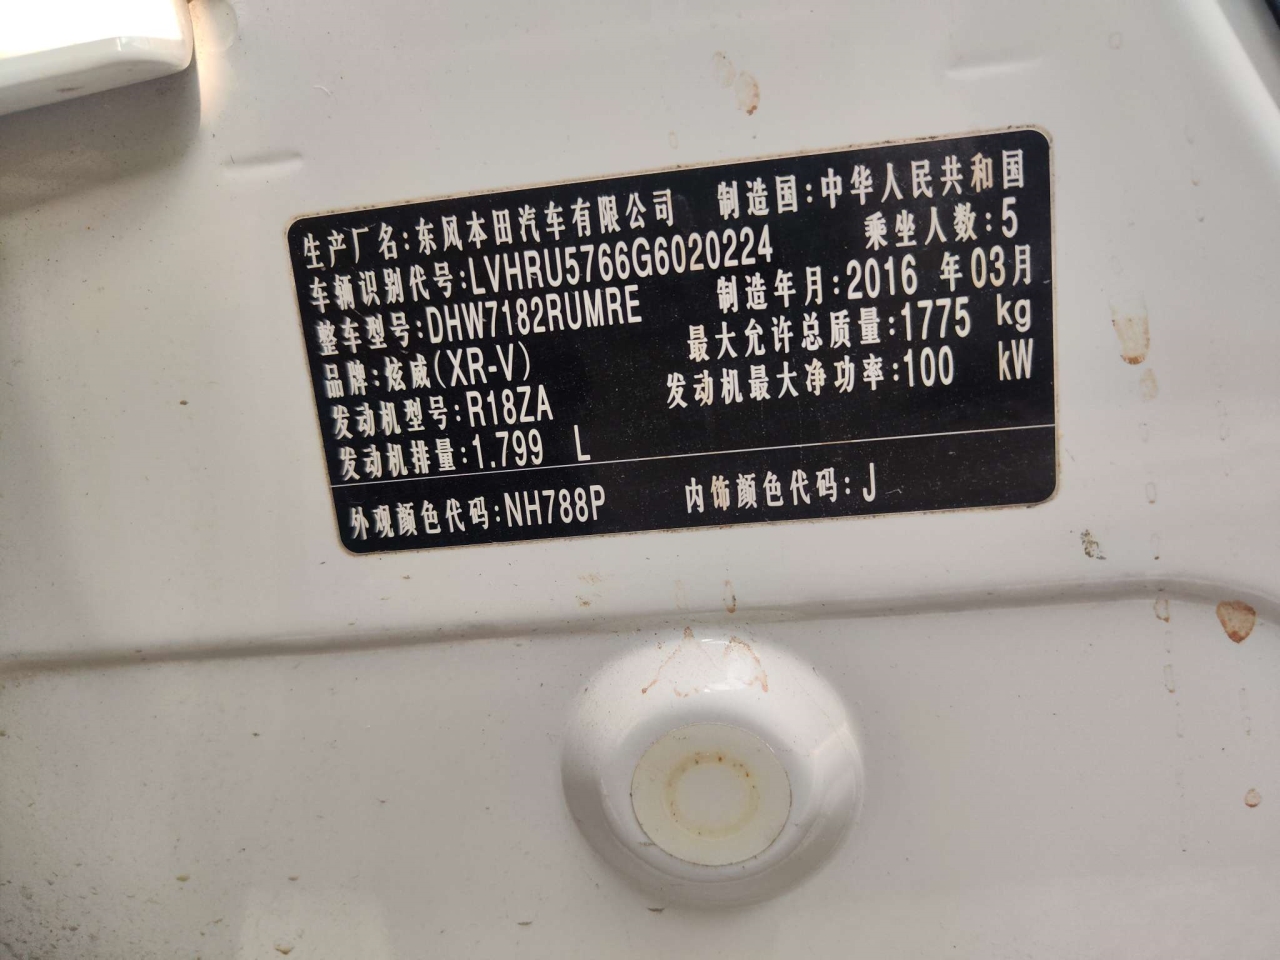 生产厂名:东风本田汽车有限公司 制造国:中华人民共和国
车辆识别代号:LVHRU5766G6020224 乘坐人数:5
整车型号:DHW7182RUMRE 制造年月:2016 年03月
品牌:炫威(XR-V) 最大允许总质量:1775 kg
发动机型号:R18ZA 发动机最大净功率:100 kW
发动机排量:1.799 L
外观颜色代码:NH788P 内饰颜色代码:J